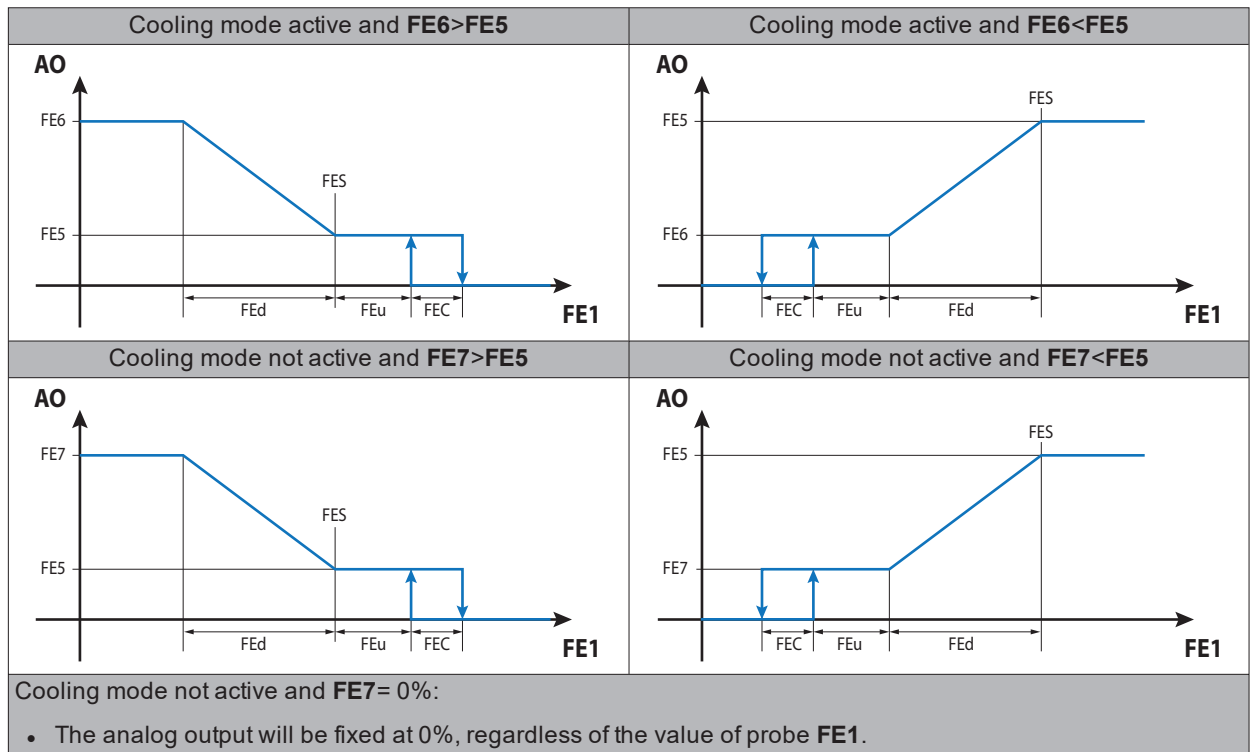 Cooling mode active and FE6>FE5
Cooling mode active and FE6<FE5
AO
FE6
FES
FE5
FEd
FEu
FEC
FE1
AO
FES
FE5
FE6
FEC
FEu
FEd
FE1
Cooling mode not active and FE7>FE5
Cooling mode not active and FE7<FE5
AO
FE7
FES
FE5
FEd
FEu
FEC
FE1
AO
FES
FE5
FE7
FEC
FEu
FEd
FE1
Cooling mode not active and FE7= 0%:
• The analog output will be fixed at 0%, regardless of the value of probe FE1.